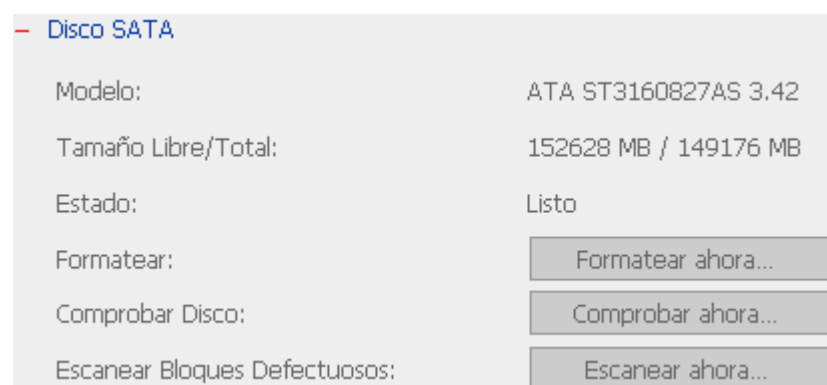 – Disco SATA
Modelo: ATA ST3160827AS 3.42
Tamaño Libre/Total: 152628 MB / 149176 MB
Estado: Listo
Formatear: Formatear ahora...
Comprobar Disco: Comprobar ahora...
Escanear Bloques Defectuosos: Escanear ahora...